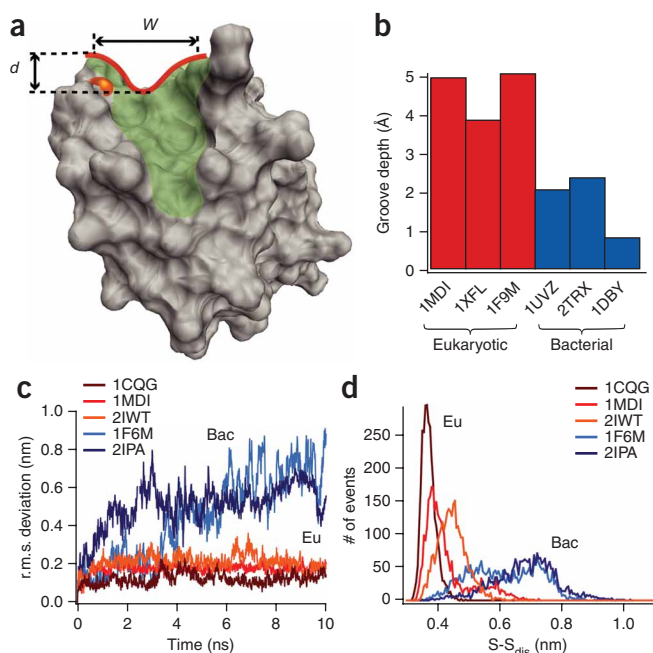 a
W
d
b
Groove depth (Å)
5
4
3
2
1
0
1MDI
1XFL
1F9M
1UVZ
2TRX
1DBY
Eukaryotic
Bacterial
c
1CQG
1MDI
2IWT
1F6M
2IPA
Bac
Eu
r.m.s. deviation (nm)
1.0
0.8
0.6
0.4
0.2
0.0
0 2 4 6 8 10
Time (ns)
d
1CQG
1MDI
2IWT
1F6M
2IPA
Eu
Bac
# of events
250
200
150
100
50
0
0.4 0.6 0.8 1.0
S-Sdis (nm)